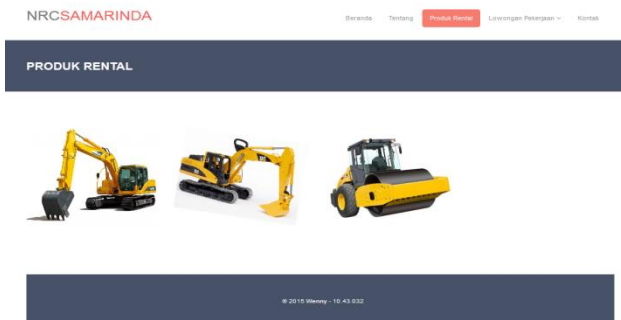 NRCSAMARINDA
Beranda Tentang Produk Rental Lowongan Pekerjaan Kontak
PRODUK RENTAL
© 2015 Wenny - 10.43.032